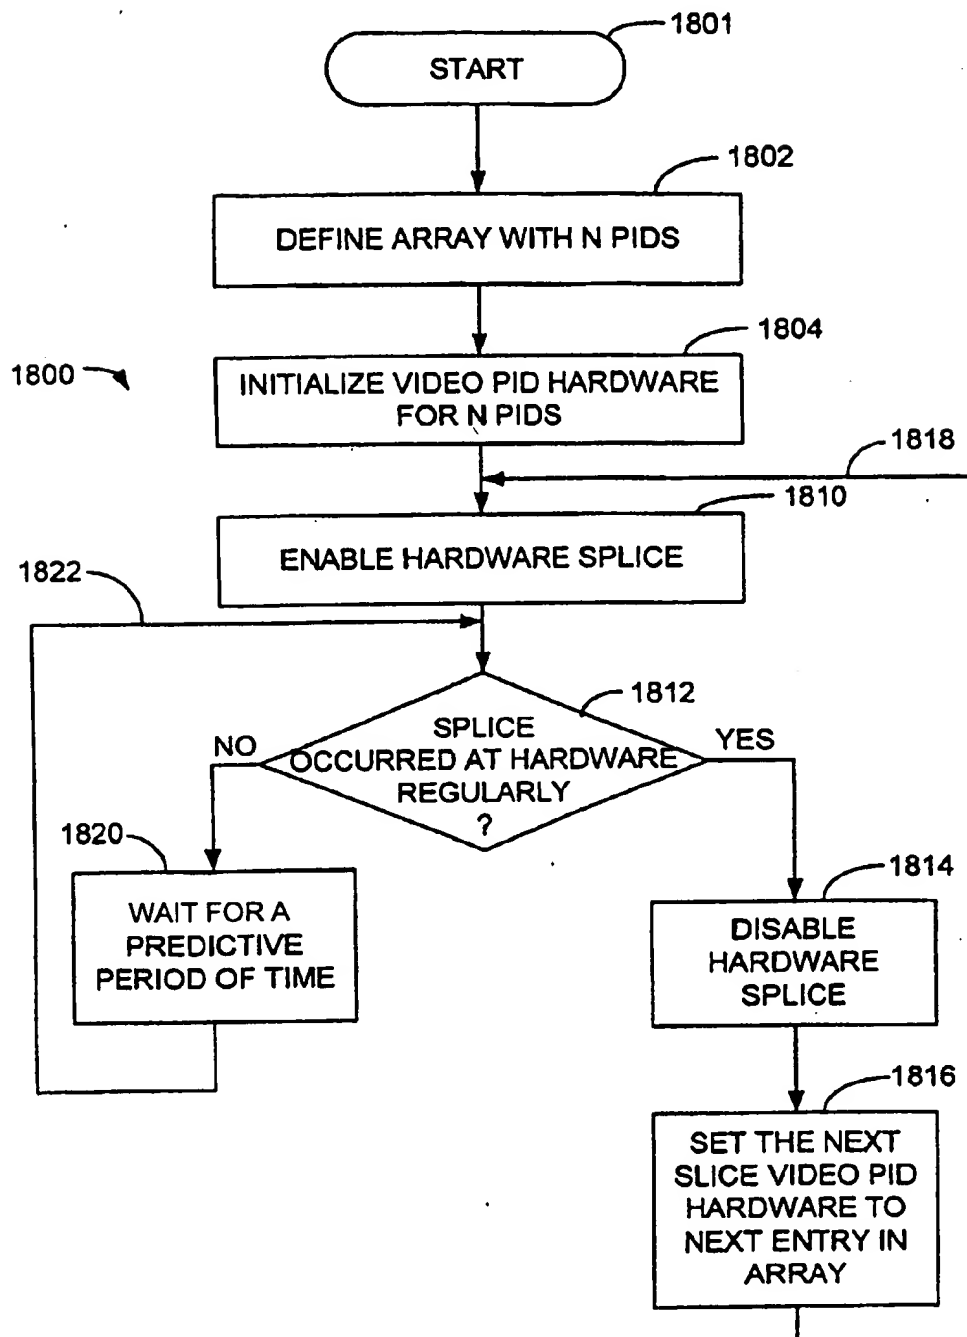 1801
START
1802
DEFINE ARRAY WITH N PIDS
1804
1800
INITIALIZE VIDEO PID HARDWARE
FOR N PIDS
1818
1810
ENABLE HARDWARE SPLICE
1822
1812
SPLICE
OCCURRED AT HARDWARE
REGULARLY
?
NO
YES
1820
WAIT FOR A
PREDICTIVE
PERIOD OF TIME
1814
DISABLE
HARDWARE
SPLICE
1816
SET THE NEXT
SLICE VIDEO PID
HARDWARE TO
NEXT ENTRY IN
ARRAY